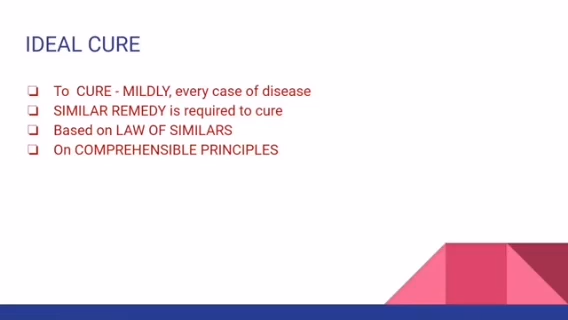 IDEAL CURE
❏ To CURE - MILDLY, every case of disease
❏ SIMILAR REMEDY is required to cure
❏ Based on LAW OF SIMILARS
❏ On COMPREHENSIBLE PRINCIPLES